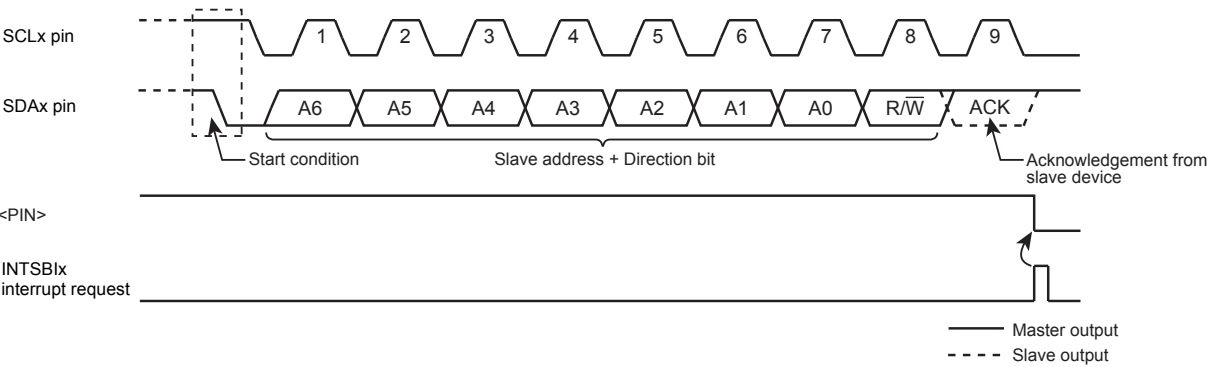 SCLx pin
1 2 3 4 5 6 7 8 9
SDAx pin
A6 A5 A4 A3 A2 A1 A0 R/W̅ ACK
Start condition
Slave address + Direction bit
Acknowledgement from
slave device
<PIN>
INTSBIx
interrupt request
Master output
Slave output